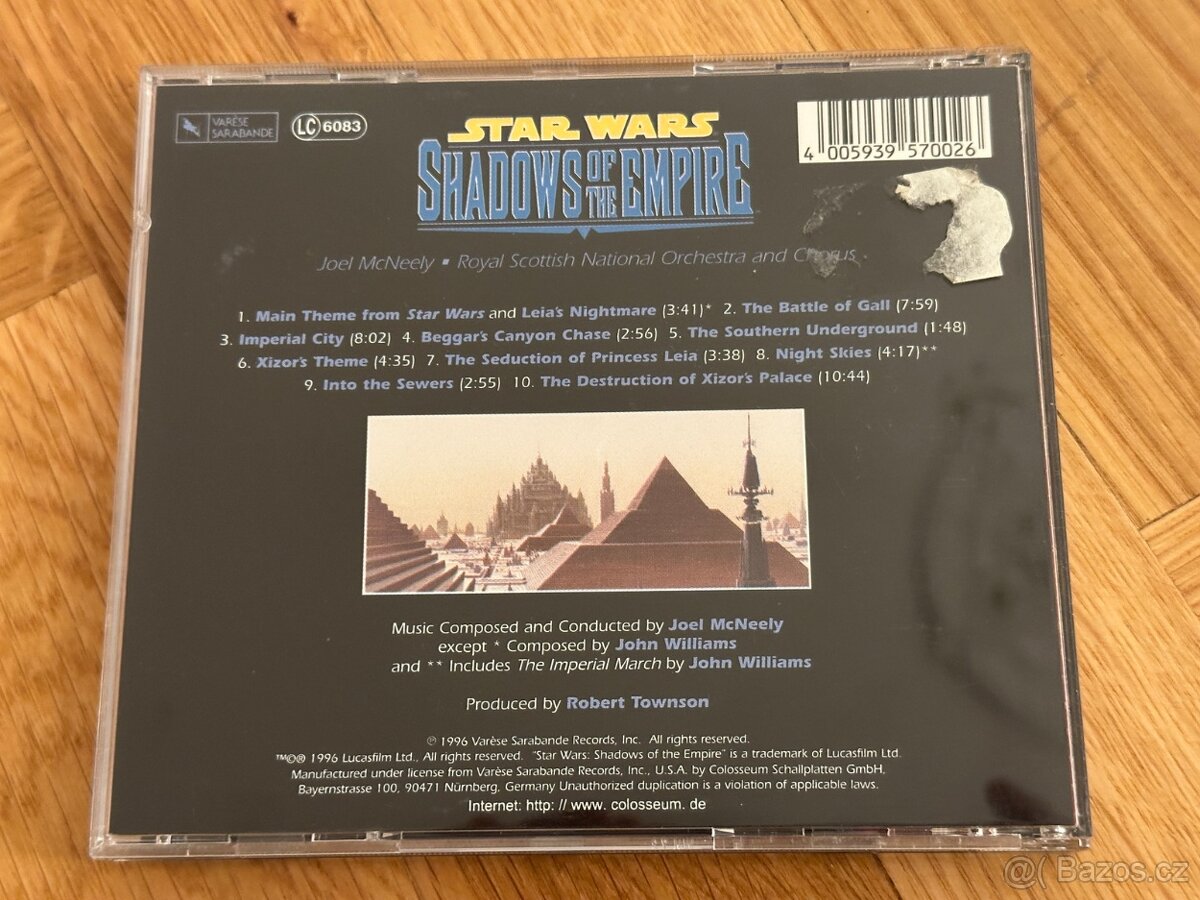 VARÈSE
SARABANDE
LC 6083
STAR WARS
SHADOWS OF THE EMPIRE
4 005939 570026
Joel McNeely ▪ Royal Scottish National Orchestra and Chorus
1. Main Theme from Star Wars and Leia's Nightmare (3:41)* 2. The Battle of Gall (7:59)
3. Imperial City (8:02) 4. Beggar's Canyon Chase (2:56) 5. The Southern Underground (1:48)
6. Xizor's Theme (4:35) 7. The Seduction of Princess Leia (3:38) 8. Night Skies (4:17)**
9. Into the Sewers (2:55) 10. The Destruction of Xizor's Palace (10:44)
Music Composed and Conducted by Joel McNeely
except * Composed by John Williams
and ** Includes The Imperial March by John Williams
Produced by Robert Townson
℗ 1996 Varèse Sarabande Records, Inc. All rights reserved.
™©® 1996 Lucasfilm Ltd., All rights reserved. "Star Wars: Shadows of the Empire" is a trademark of Lucasfilm Ltd.
Manufactured under license from Varèse Sarabande Records, Inc., U.S.A. by Colosseum Schallplatten GmbH,
Bayernstrasse 100, 90471 Nürnberg, Germany Unauthorized duplication is a violation of applicable laws.
Internet: http: // www. colosseum. de
@( Bazos.cz